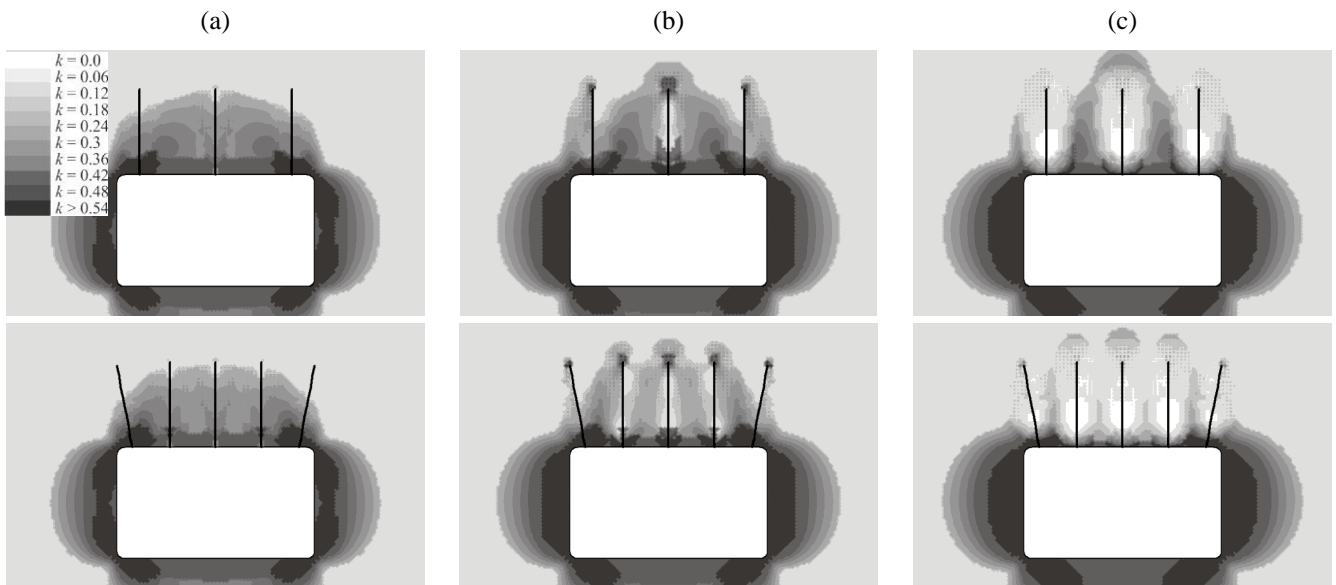 (a)
(b)
(c)
k = 0.0
k = 0.06
k = 0.12
k = 0.18
k = 0.24
k = 0.3
k = 0.36
k = 0.42
k = 0.48
k > 0.54